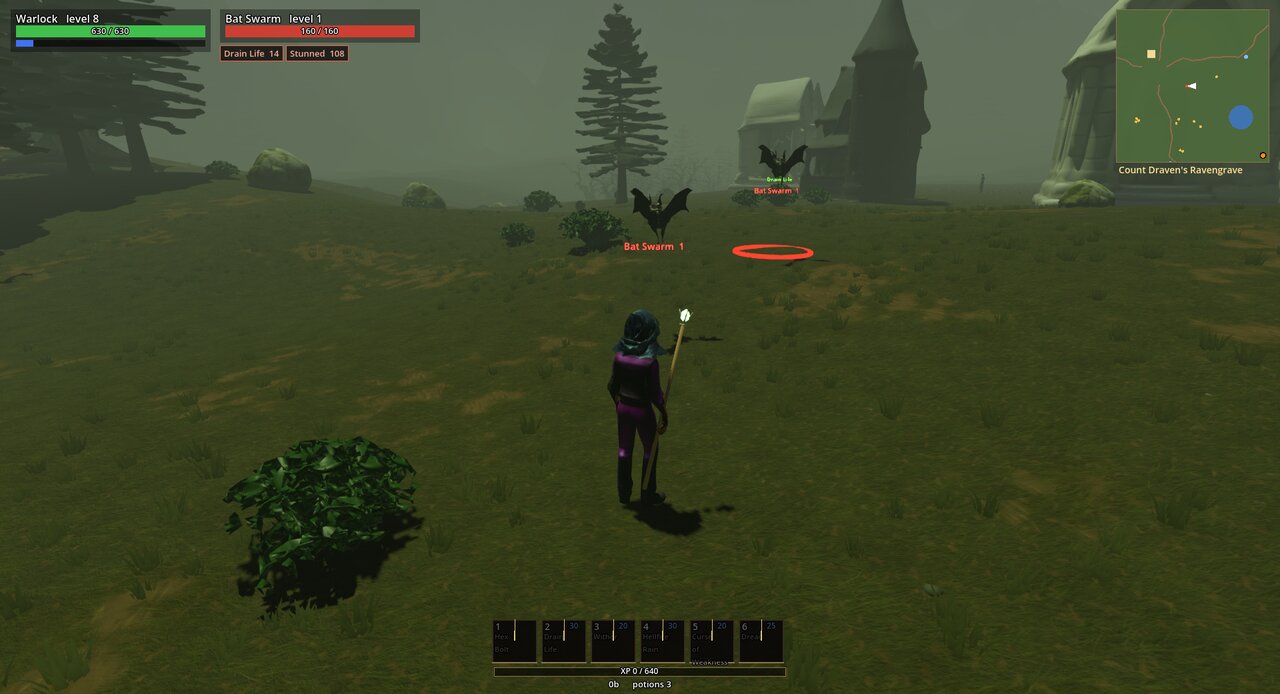 Warlock level 8
630 / 630
Bat Swarm level 1
160 / 160
Drain Life 14
Stunned 108
Count Draven's Ravengrave
Drain Life
Bat Swarm 1
Bat Swarm 1
1
Hex
Bolt
2 30
Drain
Life
3 20
4 30
Rain
5 20
of
Weakness
6 25
XP 0 / 640
0b potions 3